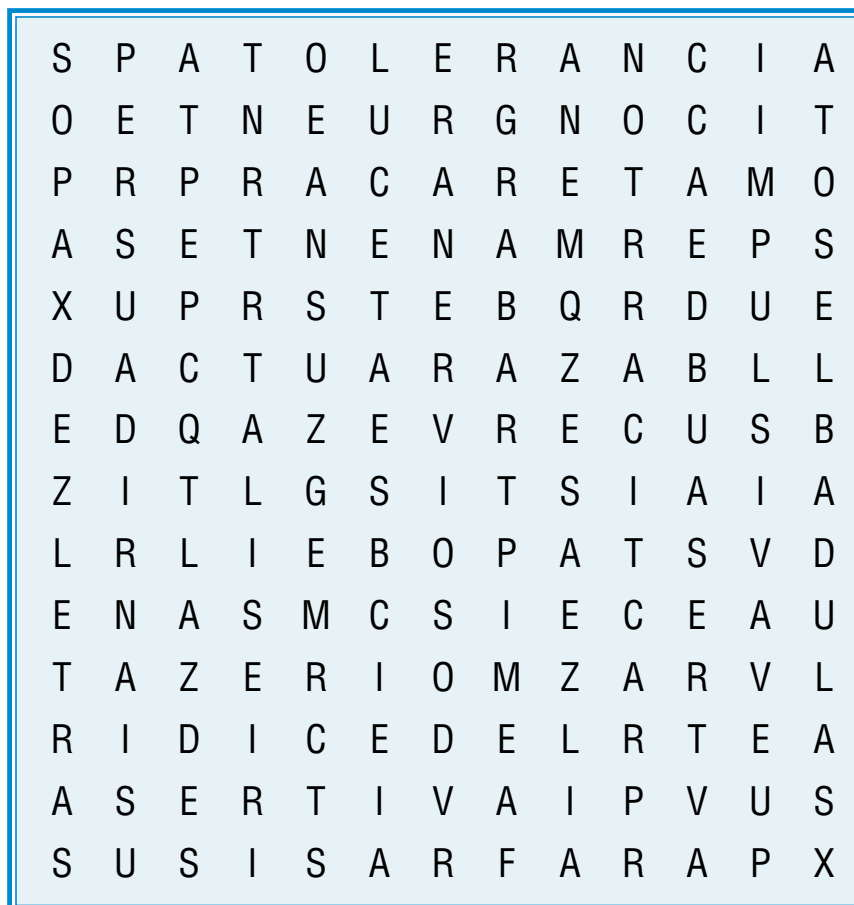 S P A T O L E R A N C I A
O E T N E U R G N O C I T
P R P R A C A R E T A M O
A S E T N E N A M R E P S
X U P R S T E B Q R D U E
D A C T U A R A Z A B L L
E D Q A Z E V R E C U S B
Z I T L G S I T S I A I A
L R L I E B O P A T S V D
E N A S M C S I E C E A U
T A Z E R I O M Z A R V L
R I D I C E D E L R T E A
A S E R T I V A I P V U S
S U S I S A R F A R A P X